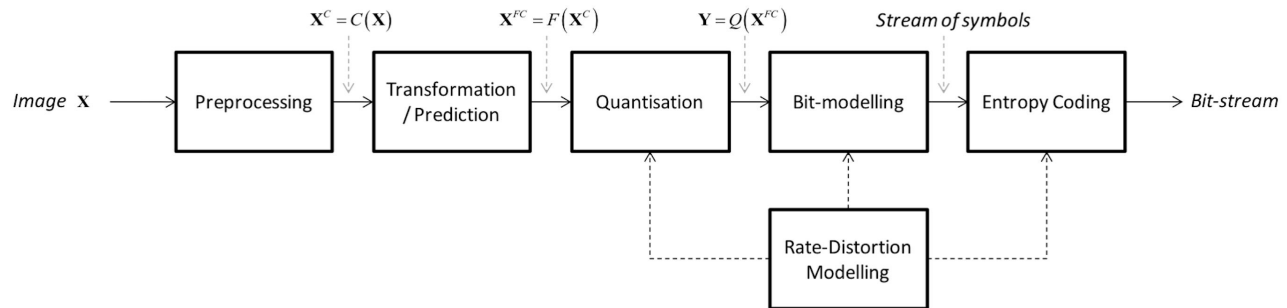 X^C = C(X)
X^FC = F(X^C)
Y = Q(X^FC)
Stream of symbols
Image X
Preprocessing
Transformation
/ Prediction
Quantisation
Bit-modelling
Entropy Coding
Bit-stream
Rate-Distortion
Modelling